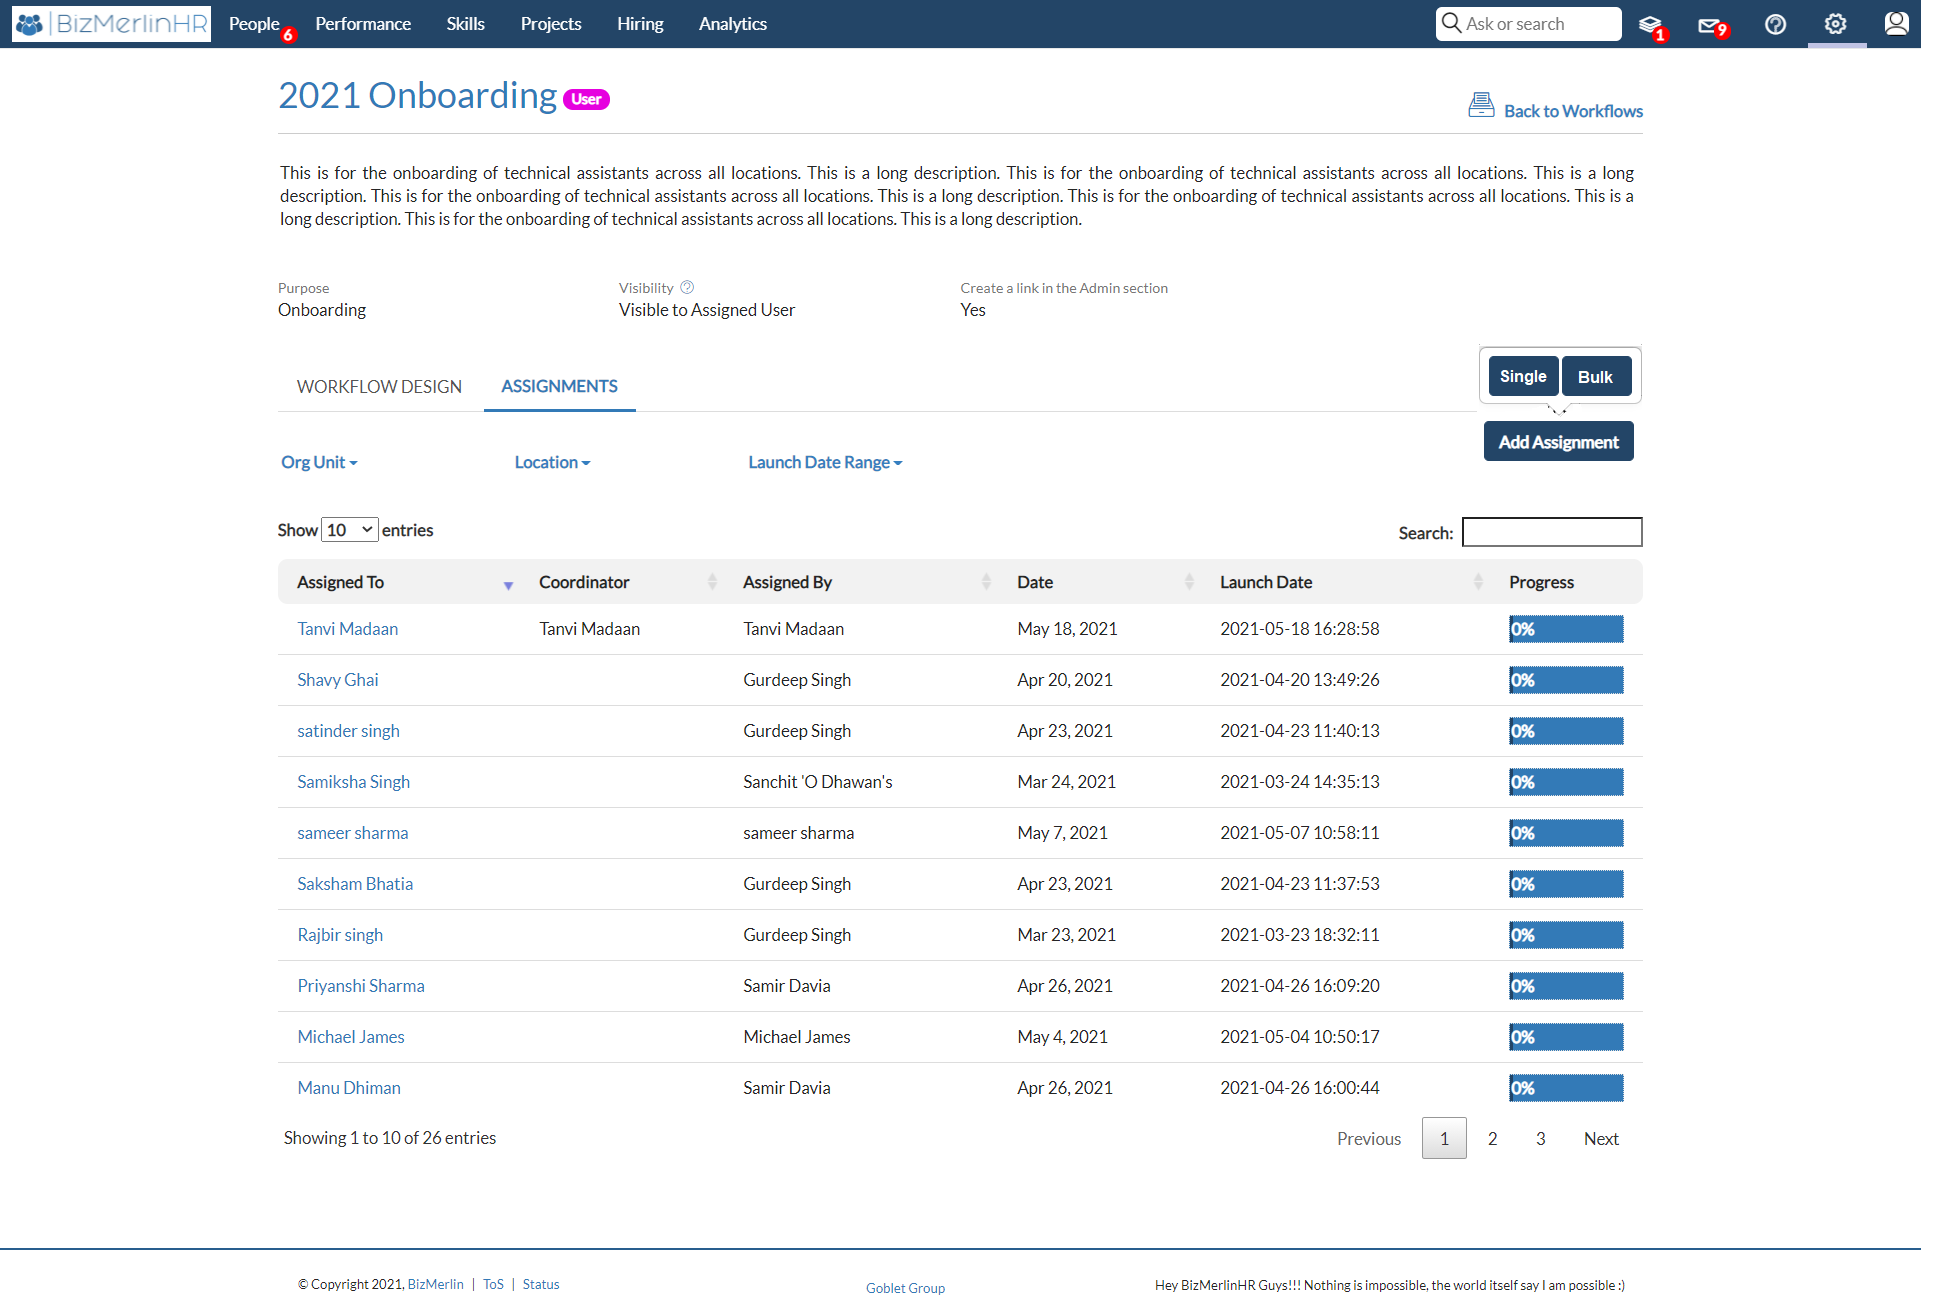 BizMerlinHR People 6 Performance Skills Projects Hiring Analytics Ask or search 1 9
2021 Onboarding User
Back to Workflows
This is for the onboarding of technical assistants across all locations. This is a long description. This is for the onboarding of technical assistants across all locations. This is a long
description. This is for the onboarding of technical assistants across all locations. This is a long description. This is for the onboarding of technical assistants across all locations. This is a
long description. This is for the onboarding of technical assistants across all locations. This is a long description.
Purpose Visibility Create a link in the Admin section
Onboarding Visible to Assigned User Yes
Single Bulk
WORKFLOW DESIGN ASSIGNMENTS
Add Assignment
Org Unit Location Launch Date Range
Show 10 entries Search:
Assigned To Coordinator Assigned By Date Launch Date Progress
Tanvi Madaan Tanvi Madaan Tanvi Madaan May 18, 2021 2021-05-18 16:28:58 0%
Shavy Ghai Gurdeep Singh Apr 20, 2021 2021-04-20 13:49:26 0%
satinder singh Gurdeep Singh Apr 23, 2021 2021-04-23 11:40:13 0%
Samiksha Singh Sanchit 'O Dhawan's Mar 24, 2021 2021-03-24 14:35:13 0%
sameer sharma sameer sharma May 7, 2021 2021-05-07 10:58:11 0%
Saksham Bhatia Gurdeep Singh Apr 23, 2021 2021-04-23 11:37:53 0%
Rajbir singh Gurdeep Singh Mar 23, 2021 2021-03-23 18:32:11 0%
Priyanshi Sharma Samir Davia Apr 26, 2021 2021-04-26 16:09:20 0%
Michael James Michael James May 4, 2021 2021-05-04 10:50:17 0%
Manu Dhiman Samir Davia Apr 26, 2021 2021-04-26 16:00:44 0%
Showing 1 to 10 of 26 entries Previous 1 2 3 Next
© Copyright 2021, BizMerlin | ToS | Status Goblet Group Hey BizMerlinHR Guys!!! Nothing is impossible, the world itself say I am possible :)